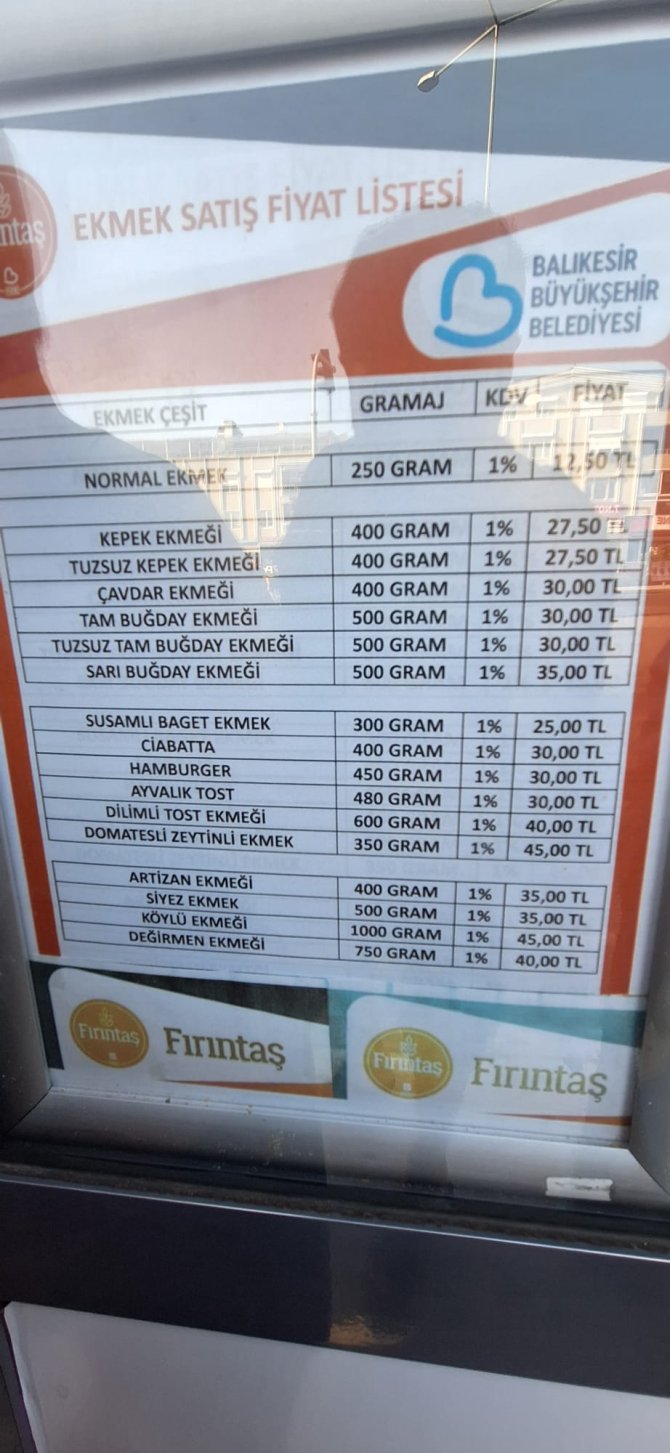 EKMEK SATIŞ FİYAT LİSTESİ
ntaş
BALIKESİR
BÜYÜKŞEHİR
BELEDİYESİ
EKMEK ÇEŞİT GRAMAJ KDV FİYAT
NORMAL EKMEK 250 GRAM 1% 12,50 TL
KEPEK EKMEĞİ 400 GRAM 1% 27,50 TL
TUZSUZ KEPEK EKMEĞİ 400 GRAM 1% 27,50 TL
ÇAVDAR EKMEĞİ 400 GRAM 1% 30,00 TL
TAM BUĞDAY EKMEĞİ 500 GRAM 1% 30,00 TL
TUZSUZ TAM BUĞDAY EKMEĞİ 500 GRAM 1% 30,00 TL
SARI BUĞDAY EKMEĞİ 500 GRAM 1% 35,00 TL
SUSAMLI BAGET EKMEK 300 GRAM 1% 25,00 TL
CİABATTA 400 GRAM 1% 30,00 TL
HAMBURGER 450 GRAM 1% 30,00 TL
AYVALIK TOST 480 GRAM 1% 30,00 TL
DİLİMLİ TOST EKMEĞİ 600 GRAM 1% 40,00 TL
DOMATESLİ ZEYTİNLİ EKMEK 350 GRAM 1% 45,00 TL
ARTİZAN EKMEĞİ 400 GRAM 1% 35,00 TL
SİYEZ EKMEK 500 GRAM 1% 35,00 TL
KÖYLÜ EKMEĞİ 1000 GRAM 1% 45,00 TL
DEĞİRMEN EKMEĞİ 750 GRAM 1% 40,00 TL
Fırıntaş Fırıntaş
Fırıntaş Fırıntaş